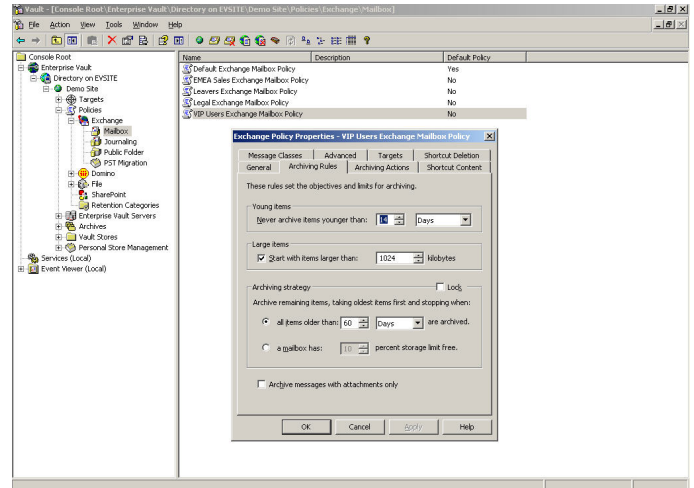 Vault - [Console Root\Enterprise Vault\Directory on EVSITE\Demo Site\Policies\Exchange\Mailbox]
File Action View Tools Window Help
Console Root
Enterprise Vault
Directory on EVSITE
Demo Site
Targets
Policies
Exchange
Mailbox
Journaling
Public Folder
PST Migration
Domino
File
SharePoint
Retention Categories
Enterprise Vault Servers
Archives
Vault Stores
Personal Store Management
Services (Local)
Event Viewer (Local)
Name Description Default Policy
Default Exchange Mailbox Policy Yes
EMEA Sales Exchange Mailbox Policy No
Leavers Exchange Mailbox Policy No
Legal Exchange Mailbox Policy No
VIP Users Exchange Mailbox Policy No
Exchange Policy Properties - VIP Users Exchange Mailbox Policy
Message Classes Advanced Targets Shortcut Deletion
General Archiving Rules Archiving Actions Shortcut Content
These rules set the objectives and limits for archiving.
Young items
Never archive items younger than: 14 Days
Large items
Start with items larger than: 1024 kilobytes
Archiving strategy Lock
Archive remaining items, taking oldest items first and stopping when:
all items older than: 60 Days are archived.
a mailbox has: 10 percent storage limit free.
Archive messages with attachments only
OK Cancel Apply Help